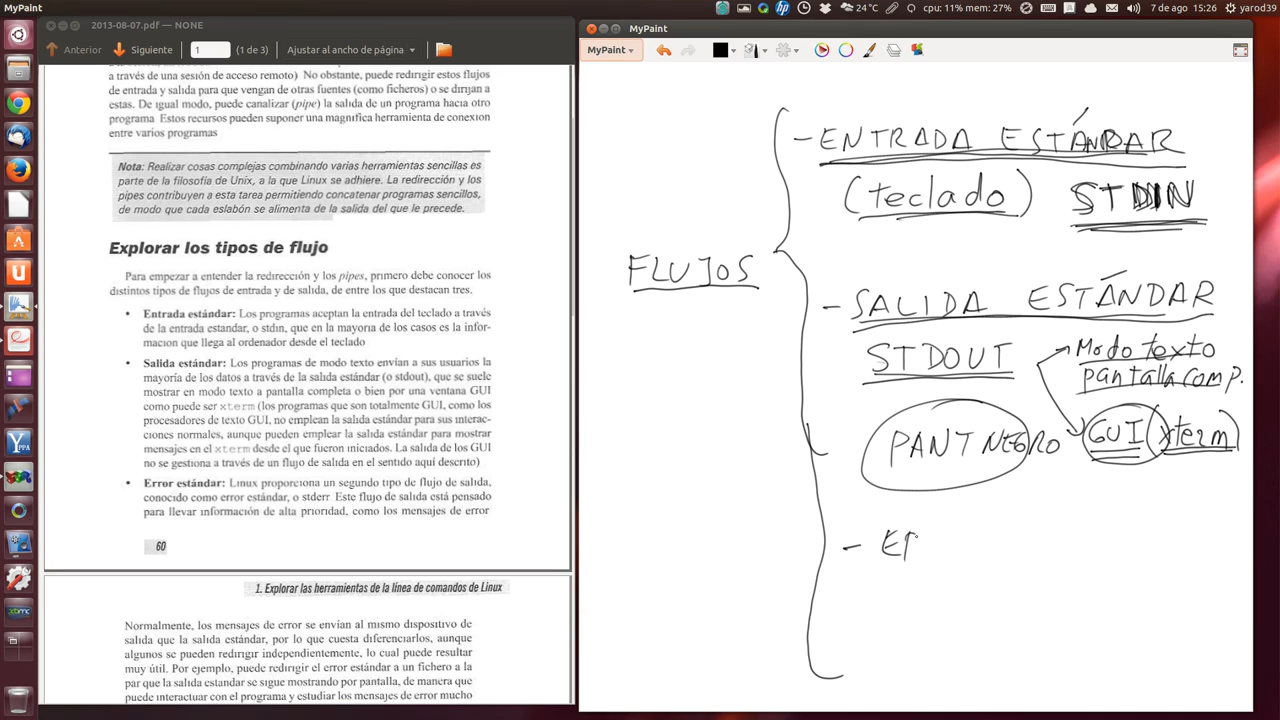 MyPaint
24°C
cpu: 11% mem: 27%
7 de ago
15:26
yarod39
2013-08-07.pdf — NONE
Anterior
Siguiente
1
(1 de 3)
Ajustar al ancho de página
a través de una sesión de acceso remoto) No obstante, puede redirigir estos flujos
de entrada y salida para que vengan de otras fuentes (como ficheros) o se dirijan a
estas. De igual modo, puede canalizar (pipe) la salida de un programa hacia otro
programa Estos recursos pueden suponer una magnífica herramienta de conexión
entre varios programas
Nota: Realizar cosas complejas combinando varias herramientas sencillas es
parte de la filosofía de Unix, a la que Linux se adhiere. La redirección y los
pipes contribuyen a esta tarea permitiendo concatenar programas sencillos,
de modo que cada eslabón se alimenta de la salida del que le precede.
Explorar los tipos de flujo
Para empezar a entender la redirección y los pipes, primero debe conocer los
distintos tipos de flujos de entrada y de salida, de entre los que destacan tres.
• Entrada estándar: Los programas aceptan la entrada del teclado a través
de la entrada estandar, o stdin, que en la mayoría de los casos es la infor-
macion que llega al ordenador desde el teclado
• Salida estándar: Los programas de modo texto envían a sus usuarios la
mayoría de los datos a través de la salida estándar (o stdout), que se suele
mostrar en modo texto a pantalla completa o bien por una ventana GUI
como puede ser xterm (los programas que son totalmente GUI, como los
procesadores de texto GUI, no emplean la salida estándar para sus interac-
ciones normales, aunque pueden emplear la salida estándar para mostrar
mensajes en el xterm desde el que fueron iniciados. La salida de los GUI
no se gestiona a través de un flujo de salida en el sentido aquí descrito)
• Error estándar: Linux proporciona un segundo tipo de flujo de salida,
conocido como error estándar, o stderr Este flujo de salida está pensado
para llevar información de alta prioridad, como los mensajes de error
60
1. Explorar las herramientas de la línea de comandos de Linux
Normalmente, los mensajes de error se envían al mismo dispositivo de
salida que la salida estándar, por lo que cuesta diferenciarlos, aunque
algunos se pueden redirigir independientemente, lo cual puede resultar
muy útil. Por ejemplo, puede redirigir el error estándar a un fichero a la
par que la salida estandar se sigue mostrando por pantalla, de manera que
puede interactuar con el programa y estudiar los mensajes de error mucho
MyPaint
MyPaint
FLUJOS
- ENTRADA ESTÁNDAR
(teclado) STDIN
- SALIDA ESTÁNDAR
STDOUT
Modo texto
pantalla comp.
GUI (xterm)
PANT NEGRO
- ER